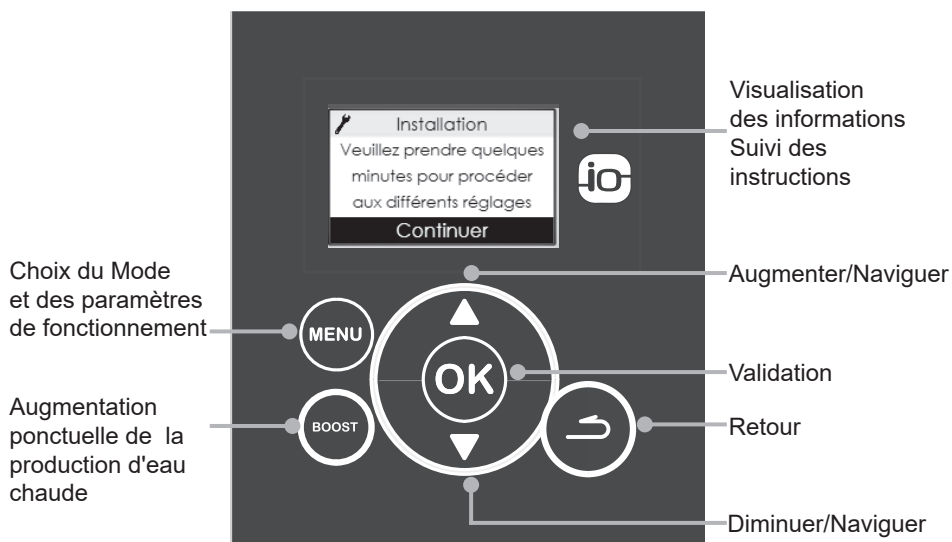 Installation
Veuillez prendre quelques
minutes pour procéder
aux différents réglages
Continuer
io
Visualisation
des informations
Suivi des
instructions
Choix du Mode
et des paramètres
de fonctionnement
MENU
Augmenter/Naviguer
OK
Validation
Augmentation
ponctuelle de la
production d'eau
chaude
BOOST
Retour
Diminuer/Naviguer